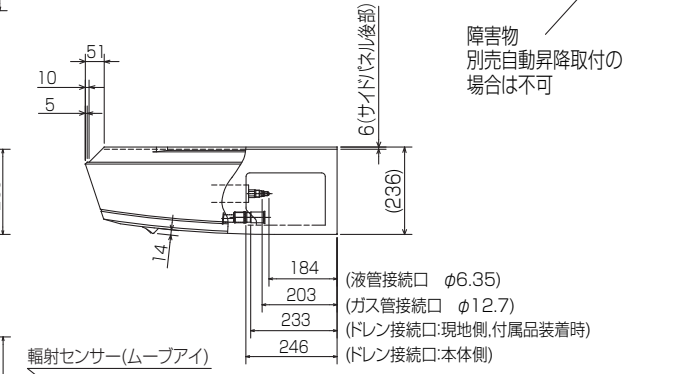 障害物
別売自動昇降取付の
場合は不可
6(サイドパネル後部)
51
10
5
(236)
14
184 (液管接続口 φ6.35)
203 (ガス管接続口 φ12.7)
233 (ドレン接続口:現地側,付属品装着時)
246 (ドレン接続口:本体側)
輻射センサー(ムーブアイ)